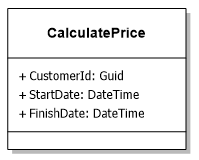 CalculatePrice
+ CustomerId: Guid
+ StartDate: DateTime
+ FinishDate: DateTime